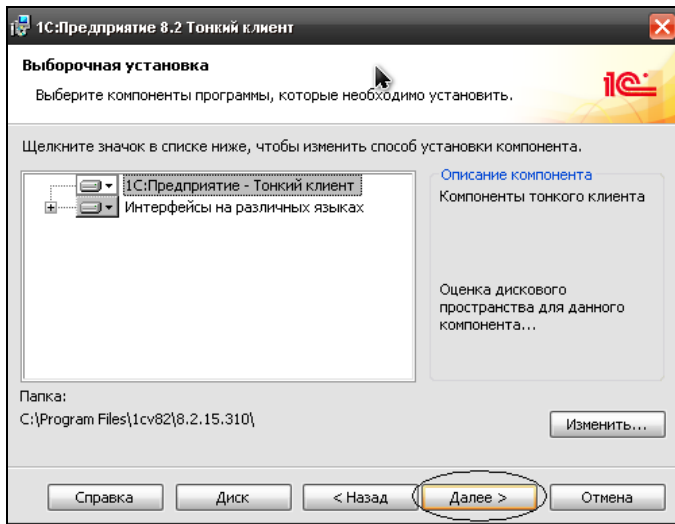 1С:Предприятие 8.2 Тонкий клиент
Выборочная установка
Выберите компоненты программы, которые необходимо установить.
1С
Щелкните значок в списке ниже, чтобы изменить способ установки компонента.
1С:Предприятие - Тонкий клиент
Интерфейсы на различных языках
Описание компонента
Компоненты тонкого клиента
Оценка дискового
пространства для данного
компонента...
Папка:
C:\Program Files\1cv82\8.2.15.310\
Изменить...
Справка
Диск
< Назад
Далее >
Отмена